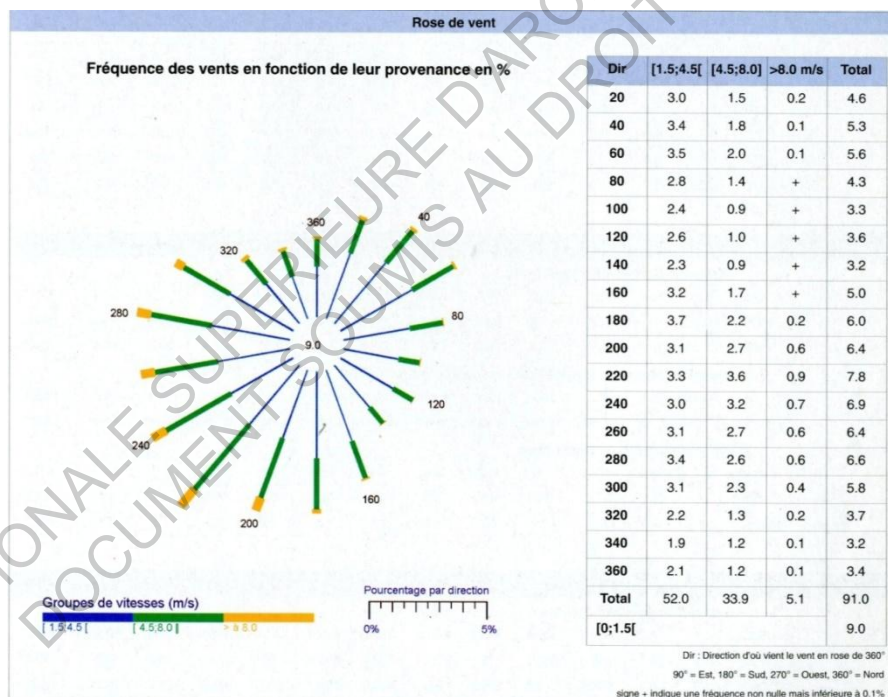 Rose de vent
Fréquence des vents en fonction de leur provenance en %
Dir [1.5;4.5[ [4.5;8.0] >8.0 m/s Total
20 3.0 1.5 0.2 4.6
40 3.4 1.8 0.1 5.3
60 3.5 2.0 0.1 5.6
80 2.8 1.4 + 4.3
100 2.4 0.9 + 3.3
120 2.6 1.0 + 3.6
140 2.3 0.9 + 3.2
160 3.2 1.7 + 5.0
180 3.7 2.2 0.2 6.0
200 3.1 2.7 0.6 6.4
220 3.3 3.6 0.9 7.8
240 3.0 3.2 0.7 6.9
260 3.1 2.7 0.6 6.4
280 3.4 2.6 0.6 6.6
300 3.1 2.3 0.4 5.8
320 2.2 1.3 0.2 3.7
340 1.9 1.2 0.1 3.2
360 2.1 1.2 0.1 3.4
Total 52.0 33.9 5.1 91.0
[0;1.5[ 9.0
360
40
320
280
80
9.0
120
240
160
200
Groupes de vitesses (m/s)
[ 1.5;4.5 [ [ 4.5;8.0 ] > à 8.0
Pourcentage par direction
0% 5%
Dir : Direction d'où vient le vent en rose de 360°
90° = Est, 180° = Sud, 270° = Ouest, 360° = Nord
signe + indique une fréquence non nulle mais inférieure à 0.1%
IONALE SUPERIEURE D'ARC
DOCUMENT SOUMIS AU DROIT